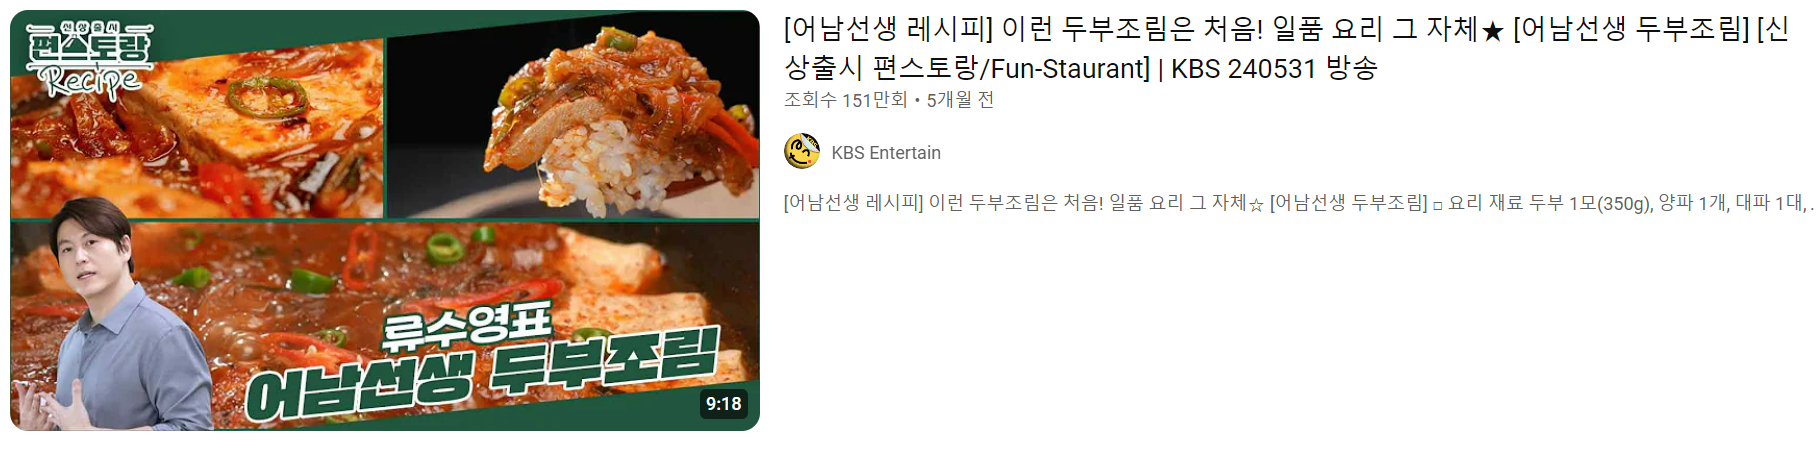 신상출시
편스토랑
Recipe
류수영표
어남선생 두부조림
9:18
[어남선생 레시피] 이런 두부조림은 처음! 일품 요리 그 자체★ [어남선생 두부조림] [신
상출시 편스토랑/Fun-Staurant] | KBS 240531 방송
조회수 151만회 • 5개월 전
KBS Entertain
[어남선생 레시피] 이런 두부조림은 처음! 일품 요리 그 자체☆ [어남선생 두부조림] □ 요리 재료 두부 1모(350g), 양파 1개, 대파 1대, ..